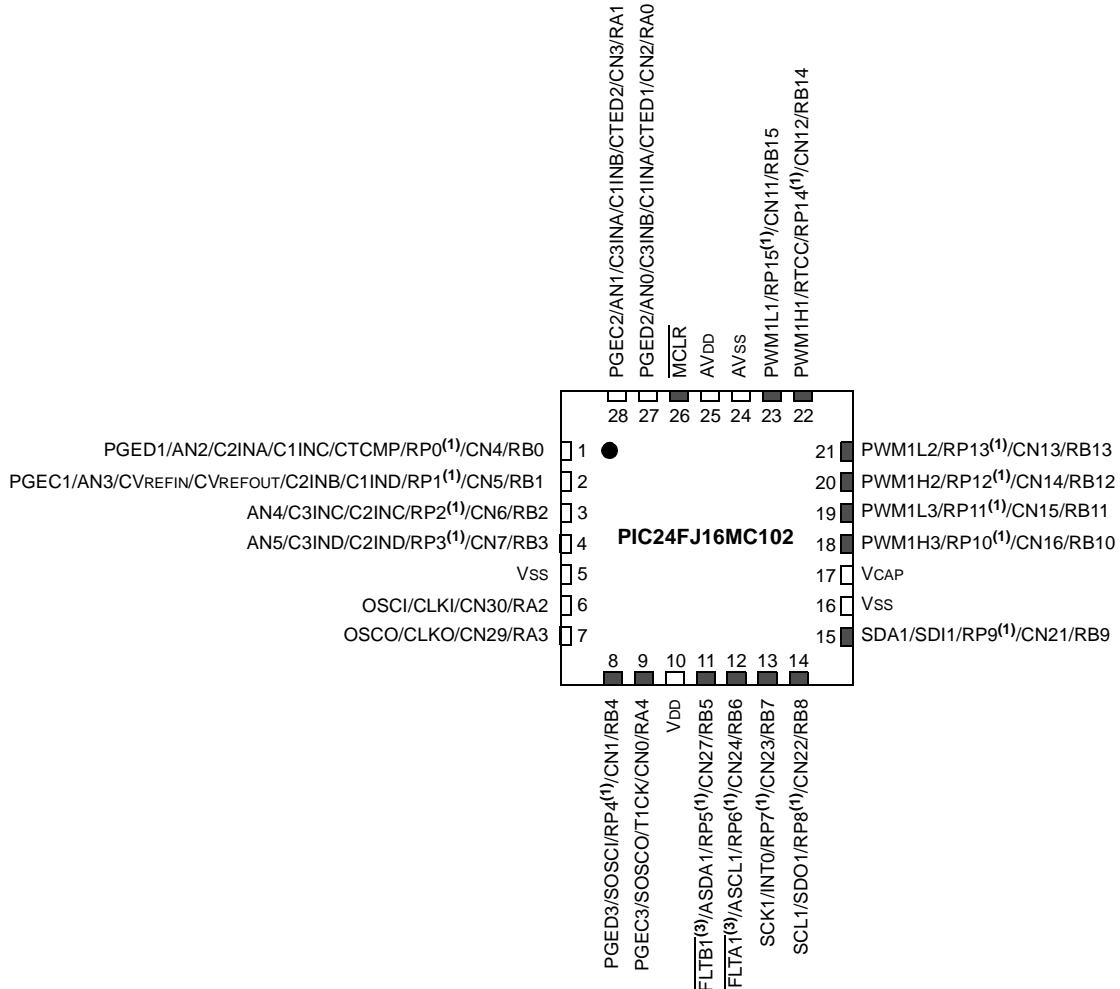 PGEC2/AN1/C3INA/C1INB/CTED2/CN3/RA1
PGED2/AN0/C3INB/C1INA/CTED1/CN2/RA0
MCLR
AVDD
AVSS
PWM1L1/RP15(1)/CN11/RB15
PWM1H1/RTCC/RP14(1)/CN12/RB14
28 27 26 25 24 23 22
PGED1/AN2/C2INA/C1INC/CTCMP/RP0(1)/CN4/RB0 1
PGEC1/AN3/CVREFIN/CVREFOUT/C2INB/C1IND/RP1(1)/CN5/RB1 2
AN4/C3INC/C2INC/RP2(1)/CN6/RB2 3
AN5/C3IND/C2IND/RP3(1)/CN7/RB3 4
VSS 5
OSCI/CLKI/CN30/RA2 6
OSCO/CLKO/CN29/RA3 7
PIC24FJ16MC102
21 PWM1L2/RP13(1)/CN13/RB13
20 PWM1H2/RP12(1)/CN14/RB12
19 PWM1L3/RP11(1)/CN15/RB11
18 PWM1H3/RP10(1)/CN16/RB10
17 VCAP
16 VSS
15 SDA1/SDI1/RP9(1)/CN21/RB9
8 9 10 11 12 13 14
PGED3/SOSCI/RP4(1)/CN1/RB4
PGEC3/SOSCO/T1CK/CN0/RA4
VDD
FLTB1(3)/ASDA1/RP5(1)/CN27/RB5
FLTA1(3)/ASCL1/RP6(1)/CN24/RB6
SCK1/INT0/RP7(1)/CN23/RB7
SCL1/SDO1/RP8(1)/CN22/RB8